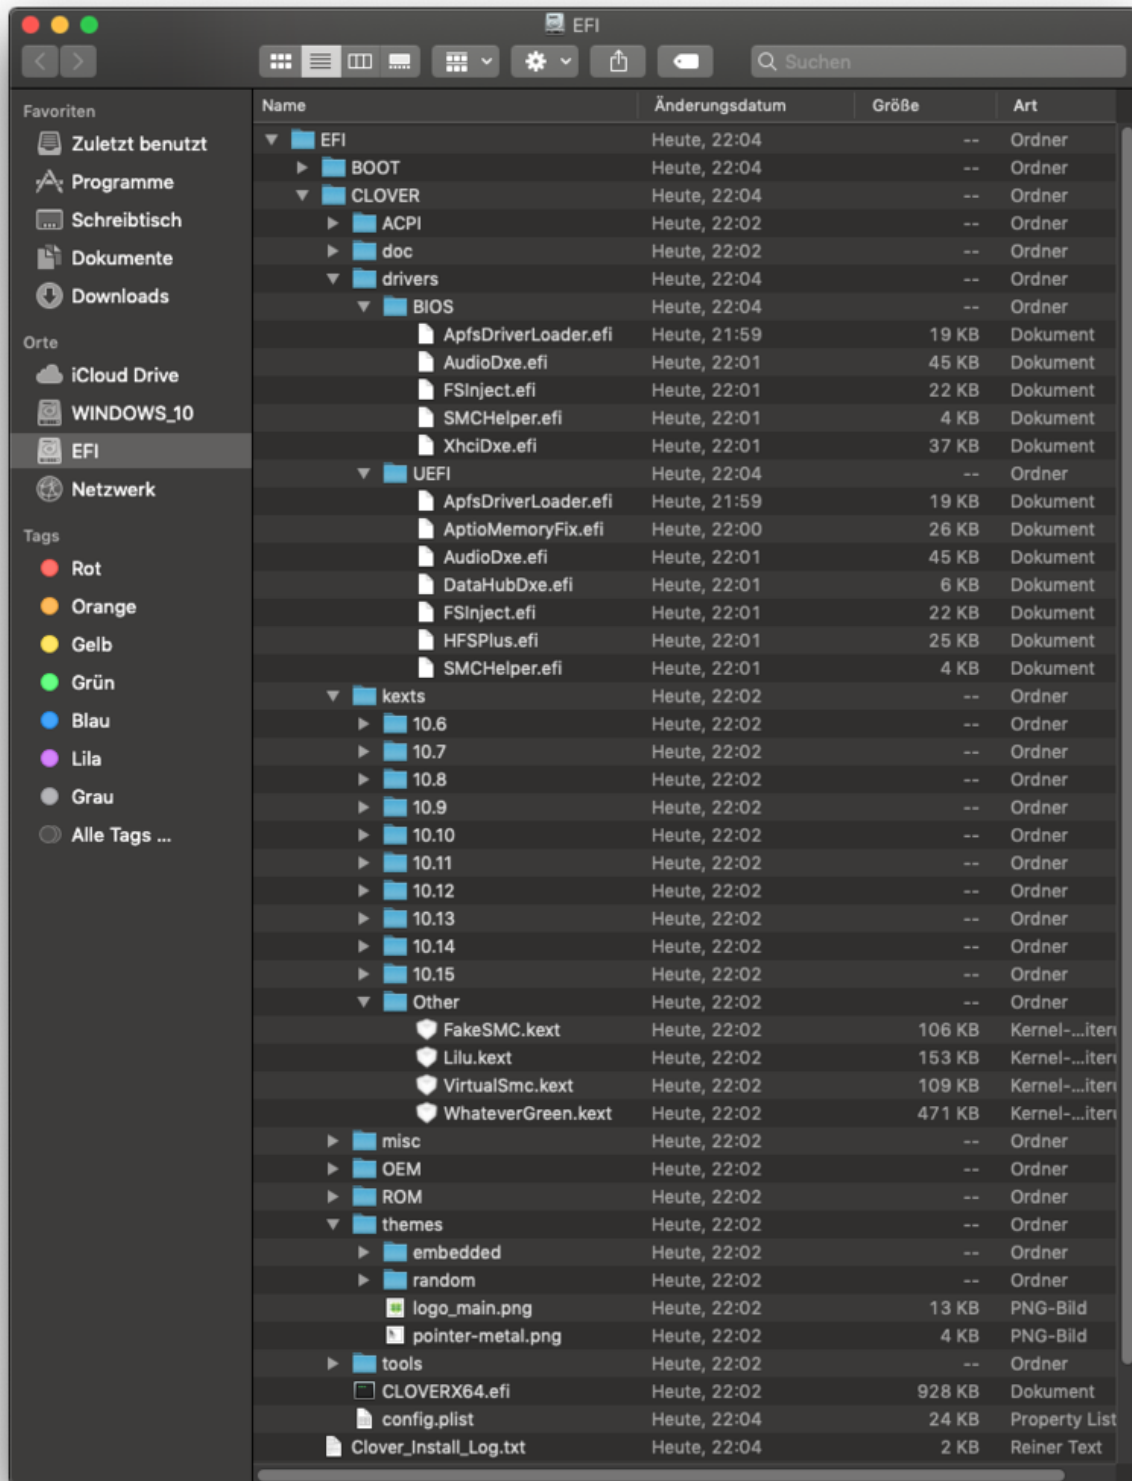 EFI
Suchen
Favoriten
Zuletzt benutzt
Programme
Schreibtisch
Dokumente
Downloads
Orte
iCloud Drive
WINDOWS_10
EFI
Netzwerk
Tags
Rot
Orange
Gelb
Grün
Blau
Lila
Grau
Alle Tags ...
Name Änderungsdatum Größe Art
EFI Heute, 22:04 -- Ordner
BOOT Heute, 22:04 -- Ordner
CLOVER Heute, 22:04 -- Ordner
ACPI Heute, 22:02 -- Ordner
doc Heute, 22:02 -- Ordner
drivers Heute, 22:04 -- Ordner
BIOS Heute, 22:04 -- Ordner
ApfsDriverLoader.efi Heute, 21:59 19 KB Dokument
AudioDxe.efi Heute, 22:01 45 KB Dokument
FSInject.efi Heute, 22:01 22 KB Dokument
SMCHelper.efi Heute, 22:01 4 KB Dokument
XhciDxe.efi Heute, 22:01 37 KB Dokument
UEFI Heute, 22:04 -- Ordner
ApfsDriverLoader.efi Heute, 21:59 19 KB Dokument
AptioMemoryFix.efi Heute, 22:00 26 KB Dokument
AudioDxe.efi Heute, 22:01 45 KB Dokument
DataHubDxe.efi Heute, 22:01 6 KB Dokument
FSInject.efi Heute, 22:01 22 KB Dokument
HFSPlus.efi Heute, 22:01 25 KB Dokument
SMCHelper.efi Heute, 22:01 4 KB Dokument
kexts Heute, 22:02 -- Ordner
10.6 Heute, 22:02 -- Ordner
10.7 Heute, 22:02 -- Ordner
10.8 Heute, 22:02 -- Ordner
10.9 Heute, 22:02 -- Ordner
10.10 Heute, 22:02 -- Ordner
10.11 Heute, 22:02 -- Ordner
10.12 Heute, 22:02 -- Ordner
10.13 Heute, 22:02 -- Ordner
10.14 Heute, 22:02 -- Ordner
10.15 Heute, 22:02 -- Ordner
Other Heute, 22:02 -- Ordner
FakeSMC.kext Heute, 22:02 106 KB Kernel-...iter
Lilu.kext Heute, 22:02 153 KB Kernel-...iter
VirtualSmc.kext Heute, 22:02 109 KB Kernel-...iter
WhateverGreen.kext Heute, 22:02 471 KB Kernel-...iter
misc Heute, 22:02 -- Ordner
OEM Heute, 22:02 -- Ordner
ROM Heute, 22:02 -- Ordner
themes Heute, 22:02 -- Ordner
embedded Heute, 22:02 -- Ordner
random Heute, 22:02 -- Ordner
logo_main.png Heute, 22:02 13 KB PNG-Bild
pointer-metal.png Heute, 22:02 4 KB PNG-Bild
tools Heute, 22:02 -- Ordner
CLOVERX64.efi Heute, 22:02 928 KB Dokument
config.plist Heute, 22:04 24 KB Property List
Clover_Install_Log.txt Heute, 22:04 2 KB Reiner Text